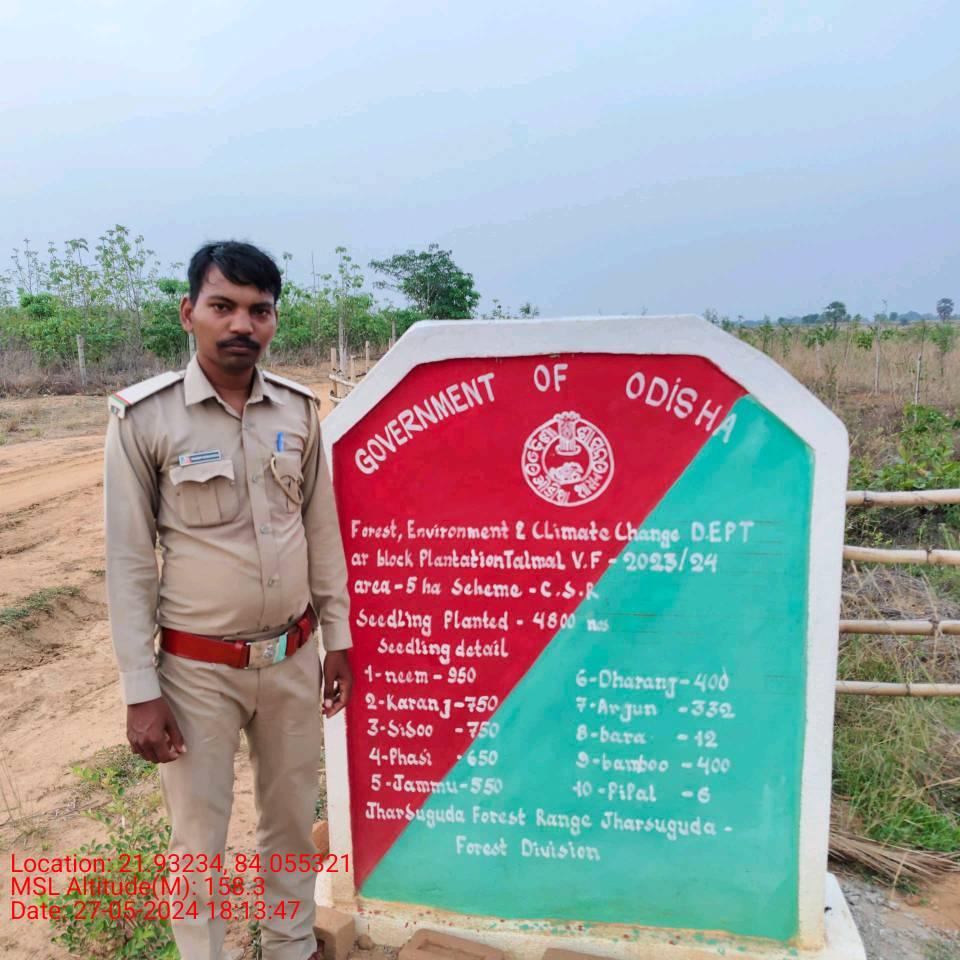 GOVERNMENT OF ODiSHA
Forest, Environment & Climate Change D.E.PT
ar block Plantation Talmal V.F - 2023/24
area - 5 ha Scheme - C.S.R
Seedling Planted - 4800 nos
Seedling detail
1- neem - 950
2- Karanj - 750
3- SiSoo - 750
4- Phasi - 650
5- Jammu - 550
6- Dharanj - 400
7- Arjun - 332
8- bara - 12
9- bamboo - 400
10 - PiPal - 6
Jharsuguda Forest Range Jharsuguda -
Forest Division
Location: 21.93234, 84.055321
MSL Altitude(M): 158.3
Date: 27-05-2024 18:13:47